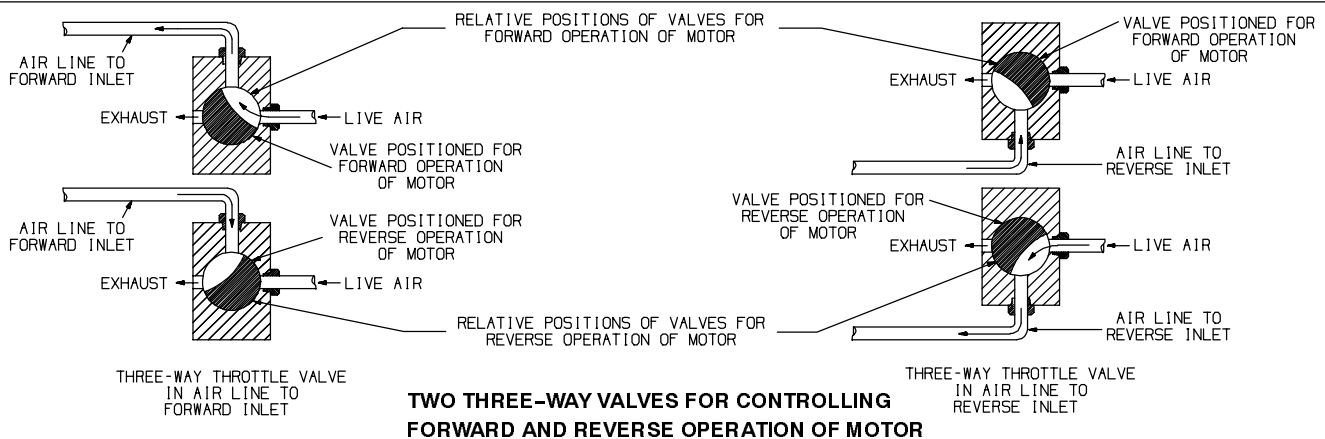 RELATIVE POSITIONS OF VALVES FOR
FORWARD OPERATION OF MOTOR
AIR LINE TO
FORWARD INLET
EXHAUST
LIVE AIR
VALVE POSITIONED FOR
FORWARD OPERATION
OF MOTOR
VALVE POSITIONED FOR
FORWARD OPERATION
OF MOTOR
EXHAUST
LIVE AIR
AIR LINE TO
REVERSE INLET
AIR LINE TO
FORWARD INLET
VALVE POSITIONED FOR
REVERSE OPERATION
OF MOTOR
EXHAUST
LIVE AIR
VALVE POSITIONED FOR
REVERSE OPERATION
OF MOTOR
EXHAUST
LIVE AIR
RELATIVE POSITIONS OF VALVES FOR
REVERSE OPERATION OF MOTOR
AIR LINE TO
REVERSE INLET
THREE-WAY THROTTLE VALVE
IN AIR LINE TO
FORWARD INLET
THREE-WAY THROTTLE VALVE
IN AIR LINE TO
REVERSE INLET
TWO THREE-WAY VALVES FOR CONTROLLING
FORWARD AND REVERSE OPERATION OF MOTOR